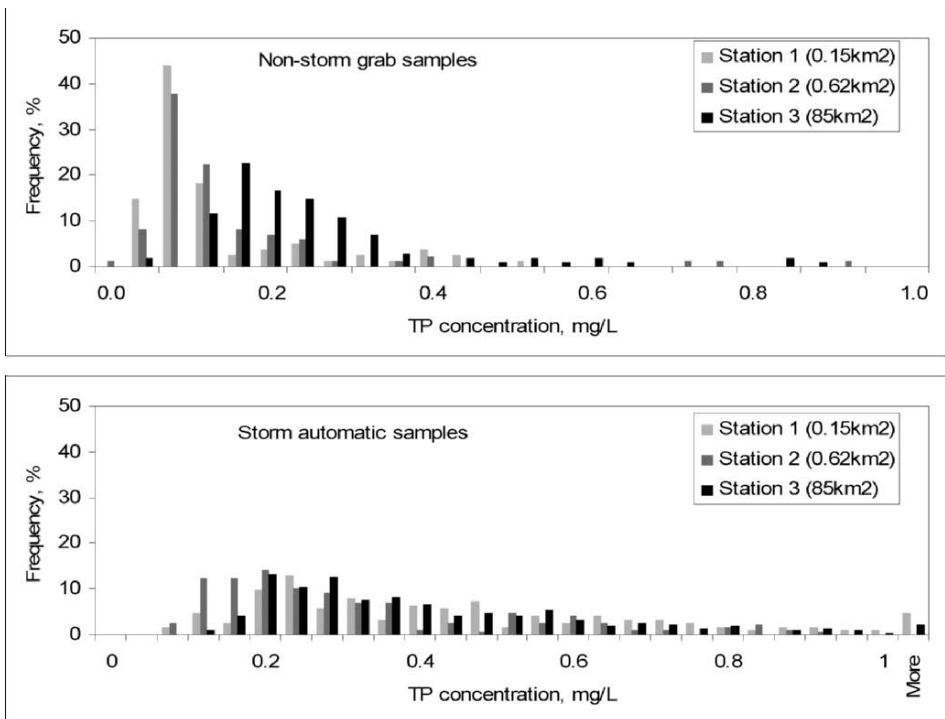 50
40
30
20
10
0
Frequency, %
Non-storm grab samples
Station 1 (0.15km2)
Station 2 (0.62km2)
Station 3 (85km2)
0.0 0.2 0.4 0.6 0.8 1.0
TP concentration, mg/L
50
40
30
20
10
0
Frequency, %
Storm automatic samples
Station 1 (0.15km2)
Station 2 (0.62km2)
Station 3 (85km2)
0 0.2 0.4 0.6 0.8 1 More
TP concentration, mg/L